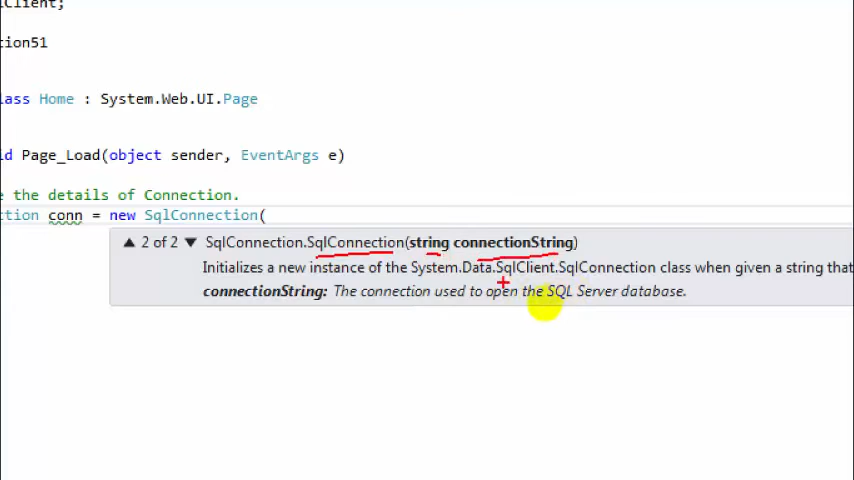 lClient;
tion51
lass Home : System.Web.UI.Page
id Page_Load(object sender, EventArgs e)
e the details of Connection.
ction conn = new SqlConnection(
▲ 2 of 2 ▼ SqlConnection.SqlConnection(string connectionString)
Initializes a new instance of the System.Data.SqlClient.SqlConnection class when given a string that
connectionString: The connection used to open the SQL Server database.